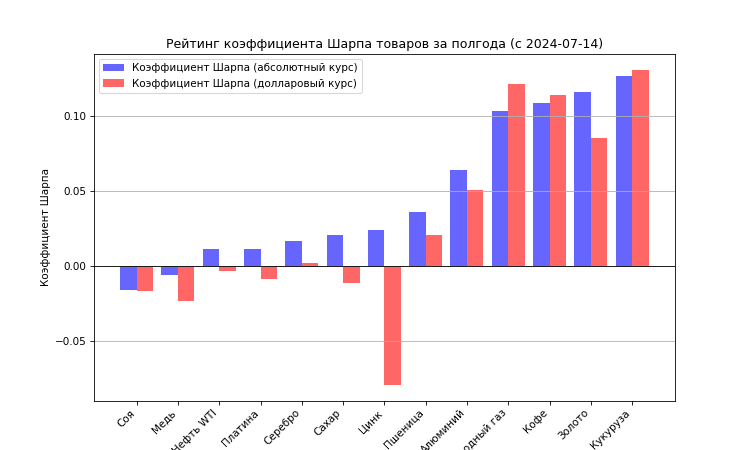 Рейтинг коэффициента Шарпа товаров за полгода (с 2024-07-14)
Коэффициент Шарпа (абсолютный курс)
Коэффициент Шарпа (долларовый курс)
Коэффициент Шарпа
0.10
0.05
0.00
−0.05
Соя
Медь
Нефть WTI
Платина
Серебро
Сахар
Цинк
Пшеница
Алюминий
одный газ
Кофе
Золото
Кукуруза